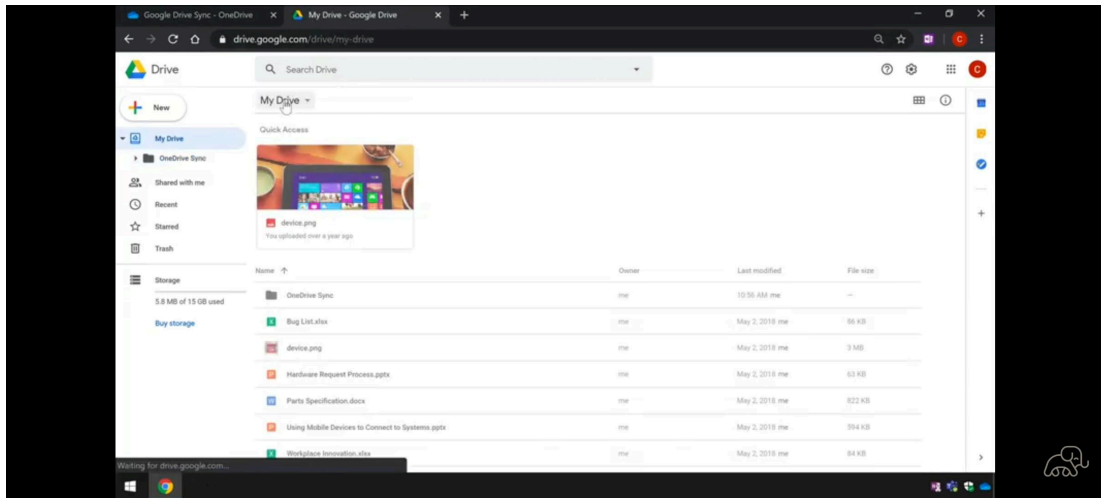 Google Drive Sync - OneDrive
My Drive - Google Drive
drive.google.com/drive/my-drive
C
Drive
Search Drive
C
New
My Drive
Quick Access
My Drive
OneDrive Sync
Shared with me
Recent
Starred
Trash
Storage
5.8 MB of 15 GB used
Buy storage
device.png
You uploaded over a year ago
Name Owner Last modified File size
OneDrive Sync me 10:56 AM me —
Bug List.xlsx me May 2, 2018 me 86 KB
device.png me May 2, 2018 me 3 MB
Hardware Request Process.pptx me May 2, 2018 me 63 KB
Parts Specification.docx me May 2, 2018 me 822 KB
Using Mobile Devices to Connect to Systems.pptx me May 2, 2018 me 594 KB
Workplace Innovation.xlsx me May 2, 2018 me 84 KB
Waiting for drive.google.com...